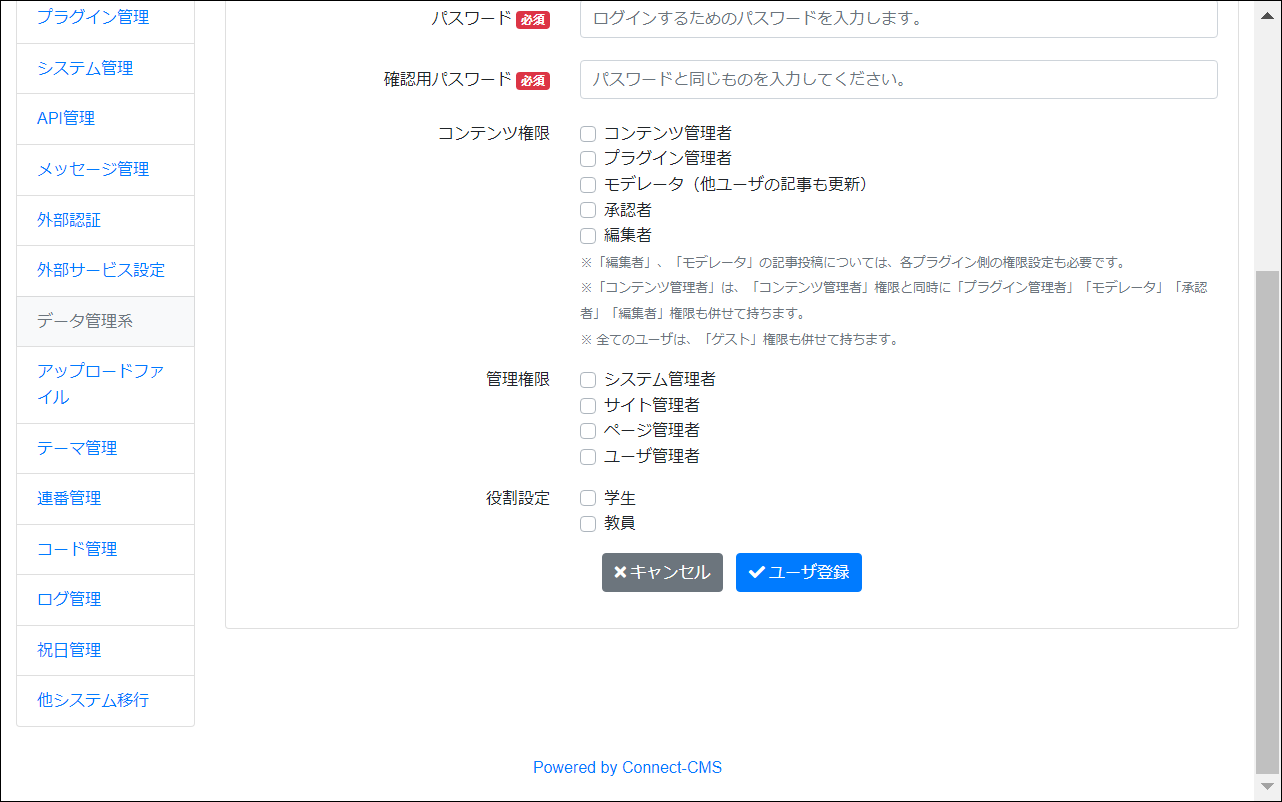 プラグイン管理
システム管理
API管理
メッセージ管理
外部認証
外部サービス設定
データ管理系
アップロードファ
イル
テーマ管理
連番管理
コード管理
ログ管理
祝日管理
他システム移行
パスワード 必須
ログインするためのパスワードを入力します。
確認用パスワード 必須
パスワードと同じものを入力してください。
コンテンツ権限
コンテンツ管理者
プラグイン管理者
モデレータ（他ユーザの記事も更新）
承認者
編集者
※「編集者」、「モデレータ」の記事投稿については、各プラグイン側の権限設定も必要です。
※「コンテンツ管理者」は、「コンテンツ管理者」権限と同時に「プラグイン管理者」「モデレータ」「承認
者」「編集者」権限も併せて持ちます。
※ 全てのユーザは、「ゲスト」権限も併せて持ちます。
管理権限
システム管理者
サイト管理者
ページ管理者
ユーザ管理者
役割設定
学生
教員
キャンセル
ユーザ登録
Powered by Connect-CMS